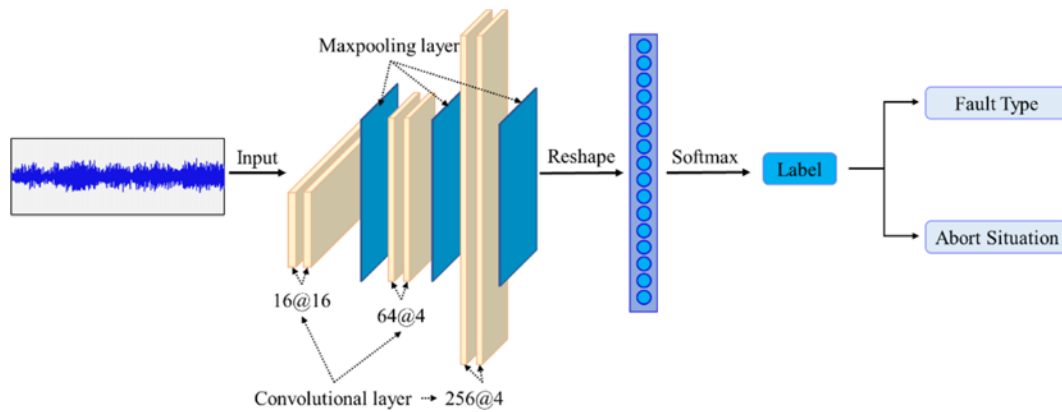 Maxpooling layer
Input
Reshape
Softmax
Label
Fault Type
Abort Situation
16@16
64@4
Convolutional layer
256@4